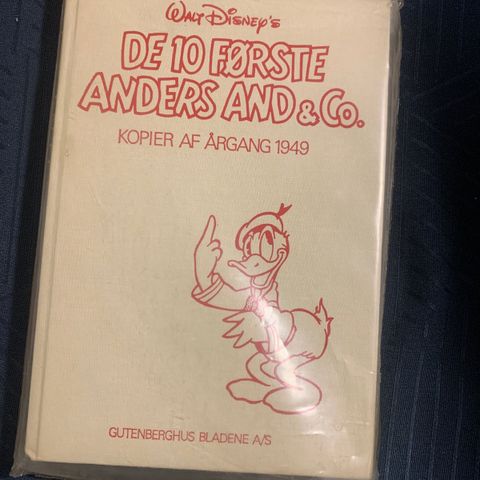 WALT DISNEY'S
DE 10 FØRSTE
ANDERS AND & CO.
KOPIER AF ÅRGANG 1949
GUTENBERGHUS BLADENE A/S